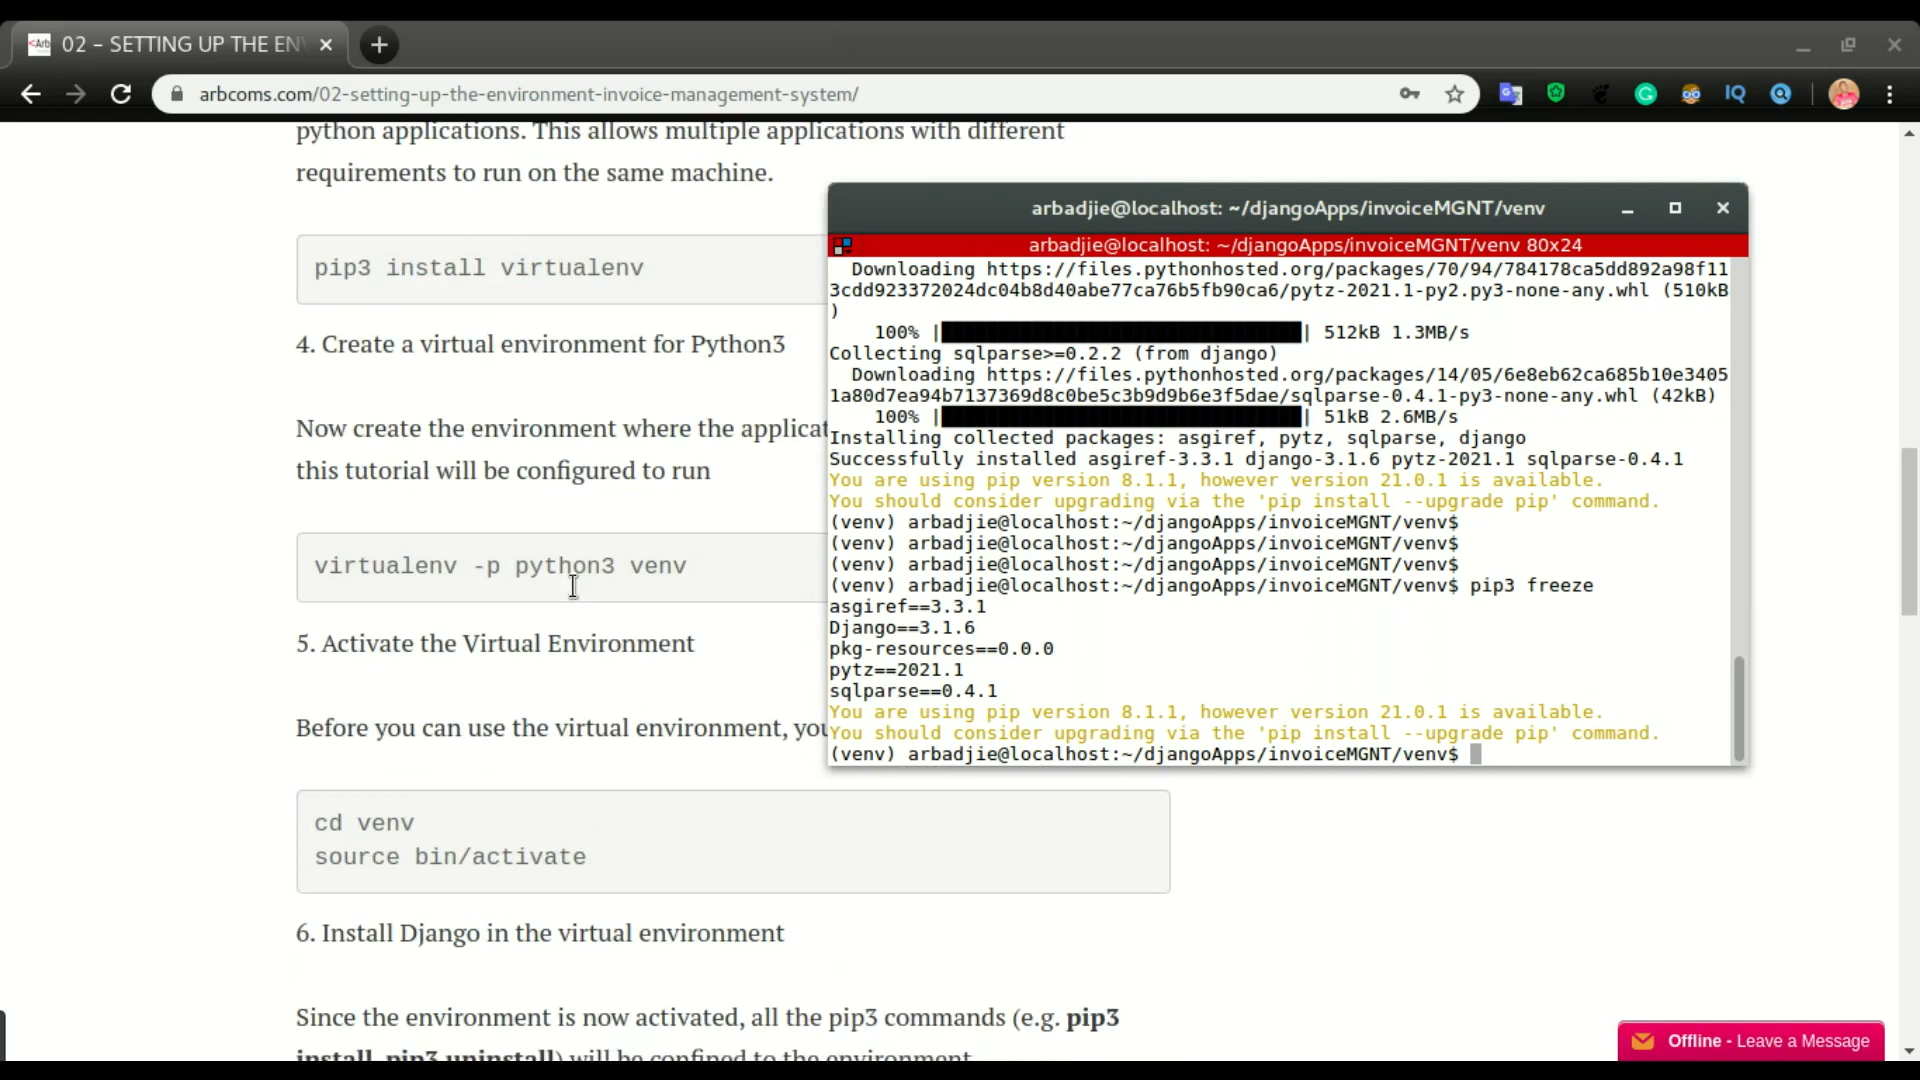 02 – SETTING UP THE EN
arbcoms.com/02-setting-up-the-environment-invoice-management-system/
python applications. This allows multiple applications with different
requirements to run on the same machine.
pip3 install virtualenv
4. Create a virtual environment for Python3
Now create the environment where the applicat
this tutorial will be configured to run
virtualenv -p python3 venv
5. Activate the Virtual Environment
Before you can use the virtual environment, you
cd venv
source bin/activate
6. Install Django in the virtual environment
Since the environment is now activated, all the pip3 commands (e.g. pip3
install, pip3 uninstall) will be confined to the environment
arbadjie@localhost: ~/djangoApps/invoiceMGNT/venv
arbadjie@localhost: ~/djangoApps/invoiceMGNT/venv 80x24
Downloading https://files.pythonhosted.org/packages/70/94/784178ca5dd892a98f11
3cdd923372024dc04b8d40abe77ca76b5fb90ca6/pytz-2021.1-py2.py3-none-any.whl (510kB
)
100% |████████████████████████████████| 512kB 1.3MB/s
Collecting sqlparse>=0.2.2 (from django)
Downloading https://files.pythonhosted.org/packages/14/05/6e8eb62ca685b10e3405
1a80d7ea94b7137369d8c0be5c3b9d9b6e3f5dae/sqlparse-0.4.1-py3-none-any.whl (42kB)
100% |████████████████████████████████| 51kB 2.6MB/s
Installing collected packages: asgiref, pytz, sqlparse, django
Successfully installed asgiref-3.3.1 django-3.1.6 pytz-2021.1 sqlparse-0.4.1
You are using pip version 8.1.1, however version 21.0.1 is available.
You should consider upgrading via the 'pip install --upgrade pip' command.
(venv) arbadjie@localhost:~/djangoApps/invoiceMGNT/venv$
(venv) arbadjie@localhost:~/djangoApps/invoiceMGNT/venv$
(venv) arbadjie@localhost:~/djangoApps/invoiceMGNT/venv$
(venv) arbadjie@localhost:~/djangoApps/invoiceMGNT/venv$ pip3 freeze
asgiref==3.3.1
Django==3.1.6
pkg-resources==0.0.0
pytz==2021.1
sqlparse==0.4.1
You are using pip version 8.1.1, however version 21.0.1 is available.
You should consider upgrading via the 'pip install --upgrade pip' command.
(venv) arbadjie@localhost:~/djangoApps/invoiceMGNT/venv$
Offline - Leave a Message